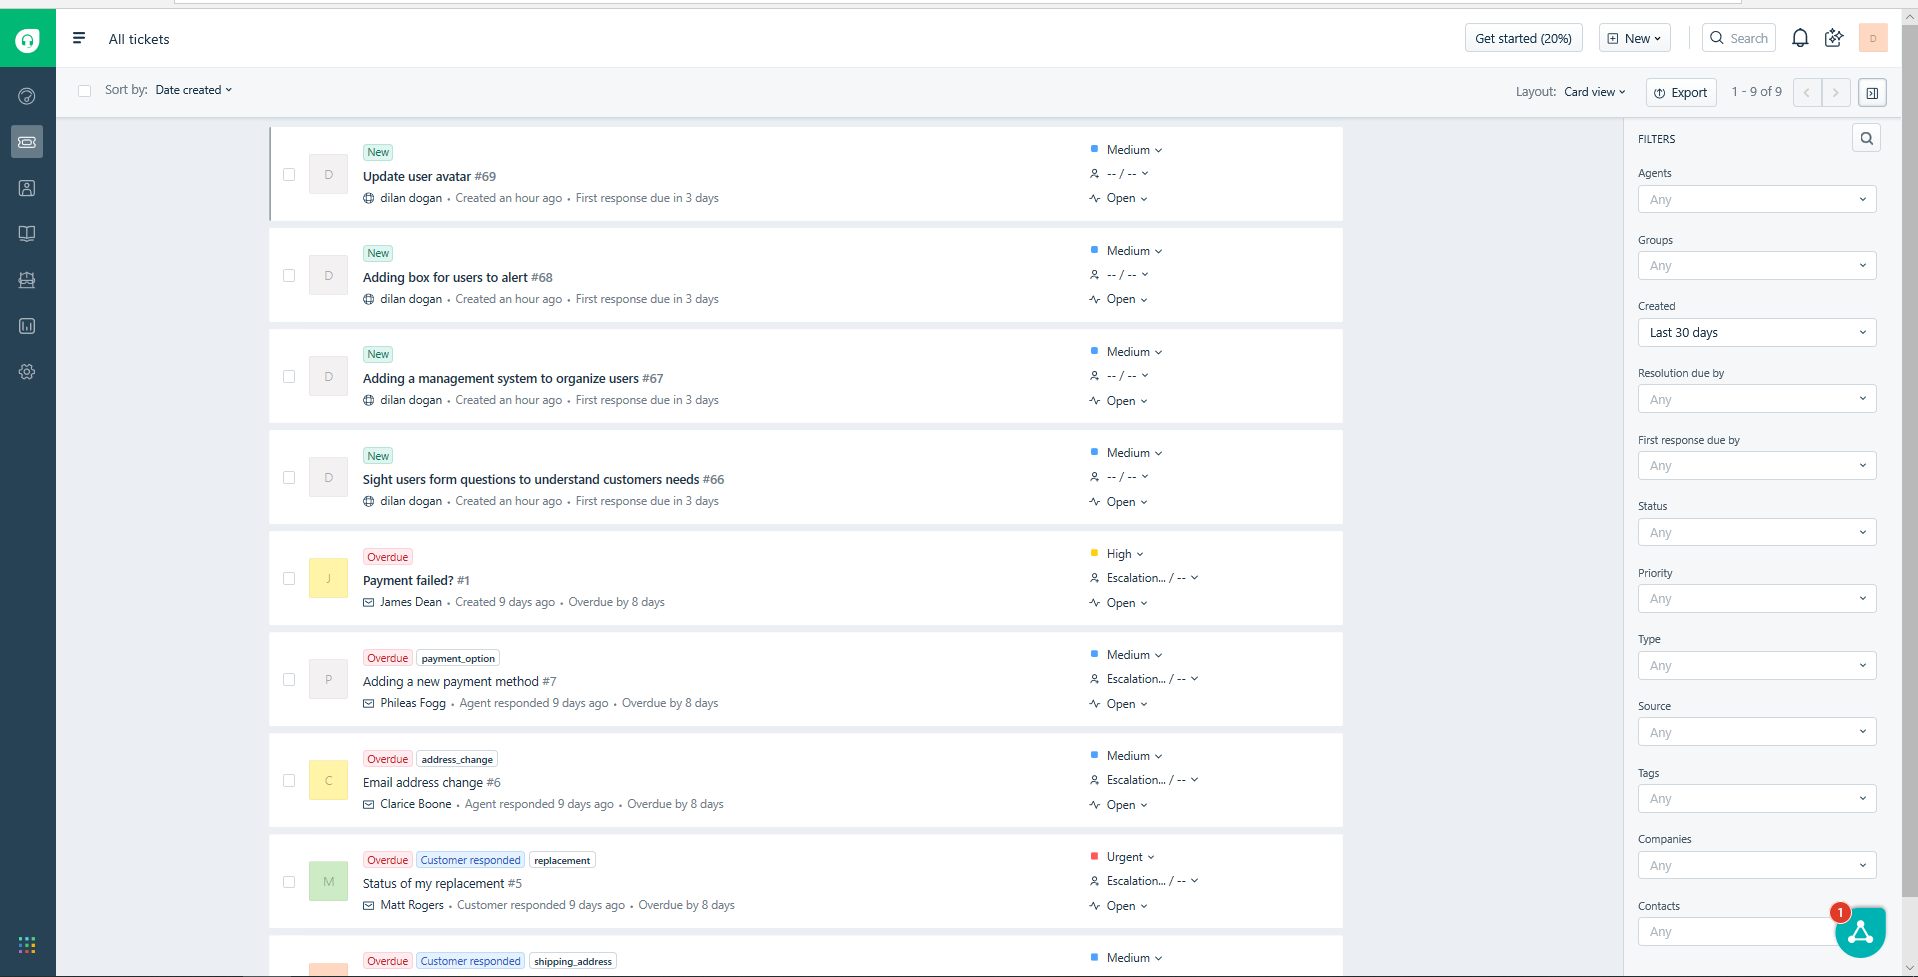 All tickets
Get started (20%)
New
Search
D
Sort by: Date created
Layout: Card view
Export
1 - 9 of 9
New
D
Update user avatar #69
dilan dogan • Created an hour ago • First response due in 3 days
Medium
-- / --
Open
New
D
Adding box for users to alert #68
dilan dogan • Created an hour ago • First response due in 3 days
Medium
-- / --
Open
New
D
Adding a management system to organize users #67
dilan dogan • Created an hour ago • First response due in 3 days
Medium
-- / --
Open
New
D
Sight users form questions to understand customers needs #66
dilan dogan • Created an hour ago • First response due in 3 days
Medium
-- / --
Open
Overdue
J
Payment failed? #1
James Dean • Created 9 days ago • Overdue by 8 days
High
Escalation... / --
Open
Overdue payment_option
P
Adding a new payment method #7
Phileas Fogg • Agent responded 9 days ago • Overdue by 8 days
Medium
Escalation... / --
Open
Overdue address_change
C
Email address change #6
Clarice Boone • Agent responded 9 days ago • Overdue by 8 days
Medium
Escalation... / --
Open
Overdue Customer responded replacement
M
Status of my replacement #5
Matt Rogers • Customer responded 9 days ago • Overdue by 8 days
Urgent
Escalation... / --
Open
Overdue Customer responded shipping_address
Medium
FILTERS
Agents
Any
Groups
Any
Created
Last 30 days
Resolution due by
Any
First response due by
Any
Status
Any
Priority
Any
Type
Any
Source
Any
Tags
Any
Companies
Any
Contacts
Any
1